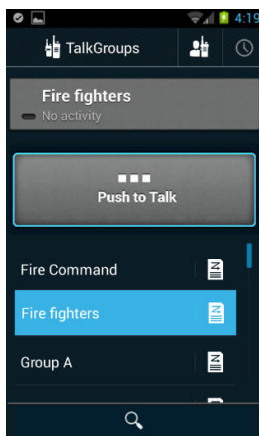 4:19
TalkGroups
Fire fighters
No activity
Push to Talk
Fire Command
Fire fighters
Group A